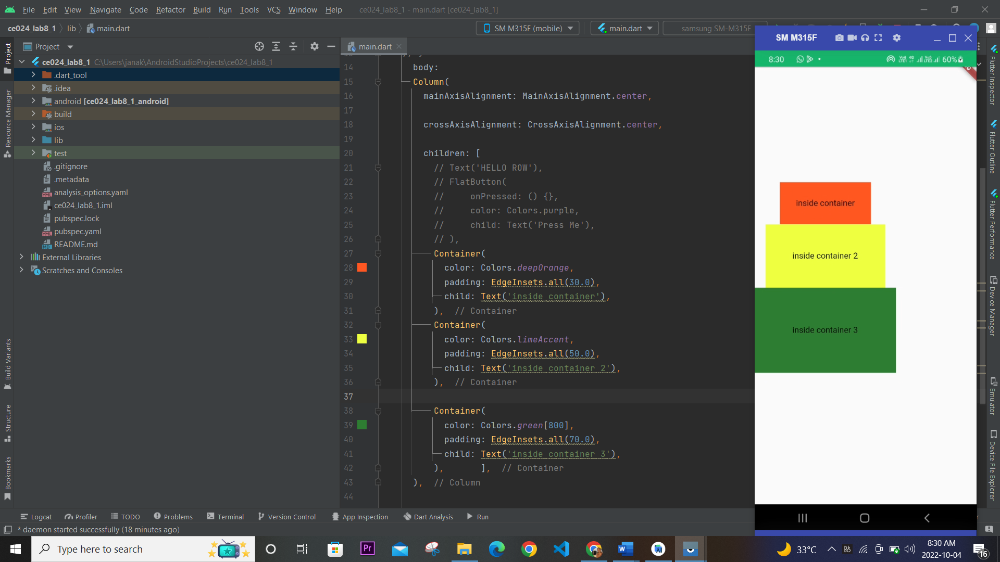 File Edit View Navigate Code Refactor Build Run Tools VCS Window Help ce024_lab8_1 - main.dart [ce024_lab8_1]
ce024_lab8_1 lib main.dart SM M315F (mobile) main.dart samsung SM-M315F
Project
main.dart
ce024_lab8_1 C:\Users\janak\AndroidStudioProjects\ce024_lab8_1
.dart_tool
.idea
android [ce024_lab8_1_android]
build
ios
lib
test
.gitignore
.metadata
analysis_options.yaml
ce024_lab8_1.iml
pubspec.lock
pubspec.yaml
README.md
External Libraries
Scratches and Consoles
Project
Resource Manager
Build Variants
Structure
Bookmarks
14 body:
15 Column(
16 mainAxisAlignment: MainAxisAlignment.center,
17
18 crossAxisAlignment: CrossAxisAlignment.center,
19
20 children: [
21 // Text('HELLO ROW'),
22 // FlatButton(
23 // onPressed: () {},
24 // color: Colors.purple,
25 // child: Text('Press Me'),
26 // ),
27 Container(
28 color: Colors.deepOrange,
29 padding: EdgeInsets.all(30.0),
30 child: Text('inside container'),
31 ), // Container
32 Container(
33 color: Colors.limeAccent,
34 padding: EdgeInsets.all(50.0),
35 child: Text('inside container 2'),
36 ), // Container
37
38 Container(
39 color: Colors.green[800],
40 padding: EdgeInsets.all(70.0),
41 child: Text('inside container 3'),
42 ), ], // Container
43 ), // Column
44
SM M315F
8:30 60%
inside container
inside container 2
inside container 3
Flutter Inspector
Flutter Outline
Flutter Performance
Device Manager
Emulator
Device File Explorer
Logcat Profiler TODO Problems Terminal Version Control App Inspection Dart Analysis Run
* daemon started successfully (18 minutes ago)
Type here to search
Pr
33°C
8:30 AM
2022-10-04
16